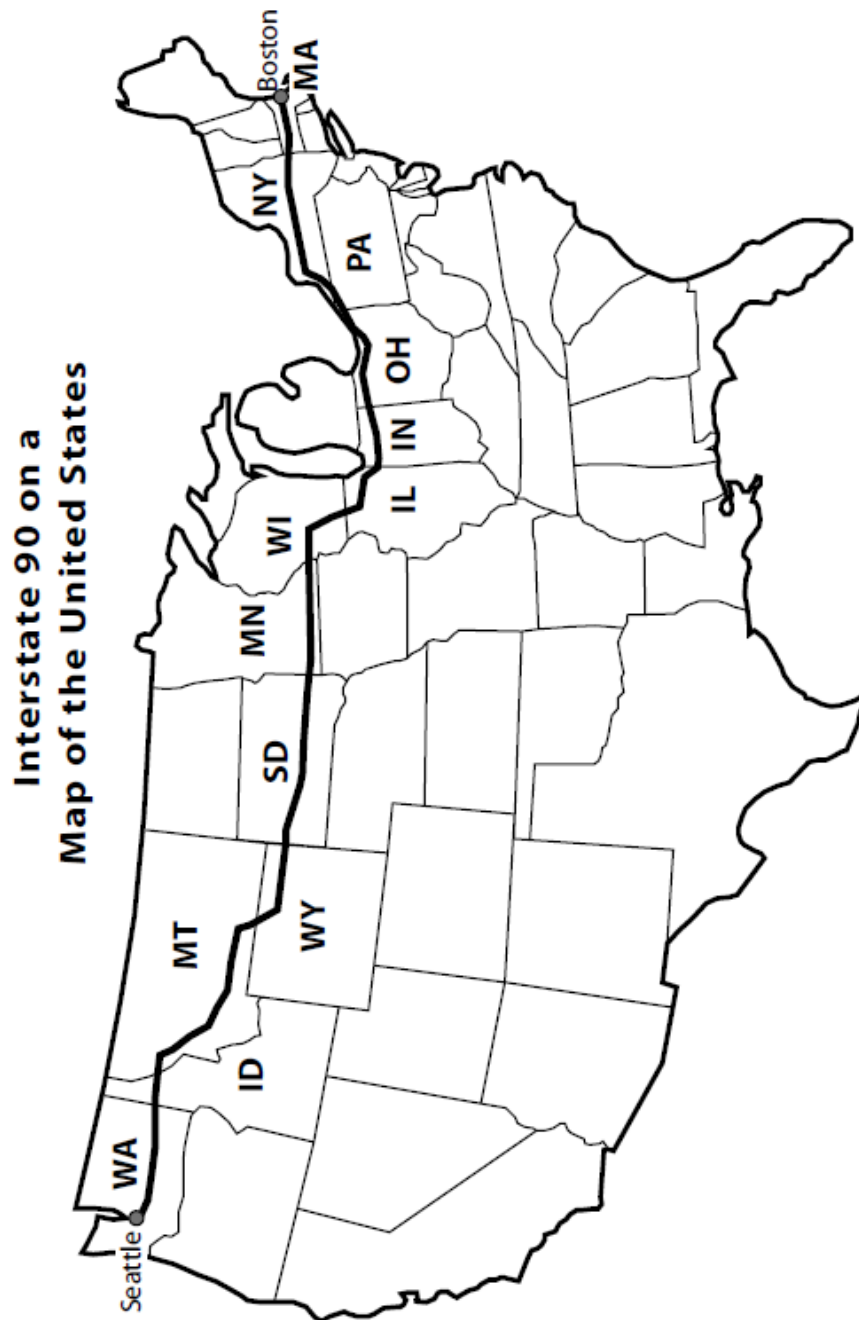 Interstate 90 on a
Map of the United States
Seattle
WA
ID
MT
WY
SD
MN
WI
IL
IN
OH
PA
NY
Boston
MA